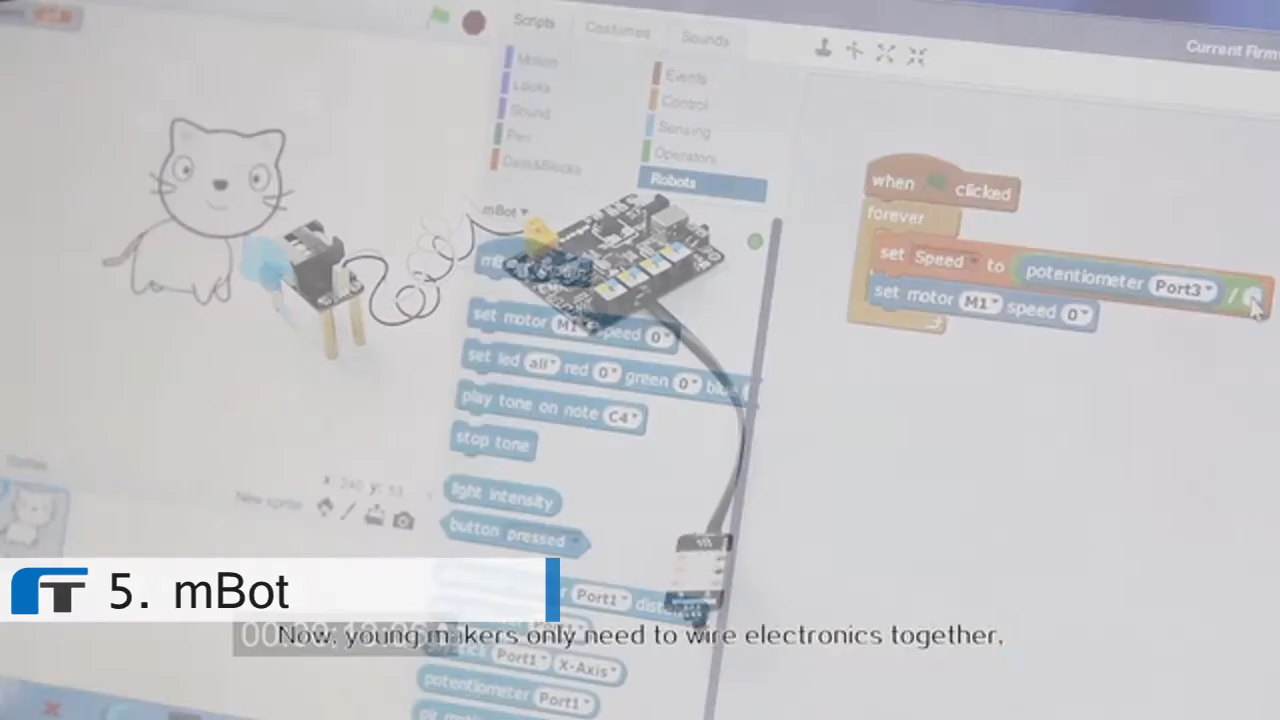 Scripts Costumes Sounds
Current Firm
Motion
Looks
Sound
Pen
Data&Blocks
Events
Control
Sensing
Operators
Robots
mBot
when clicked
forever
set Speed to potentiometer Port3 /
set motor M1 speed 0
set motor M1 speed 0
set led all red 0 green 0
play tone on note C4
stop tone
light intensity
button pressed
Port1
Port1 X-Axis
potentiometer Port1
x: 240 y:
New sprite
5. mBot
Now, young makers only need to wire electronics together,